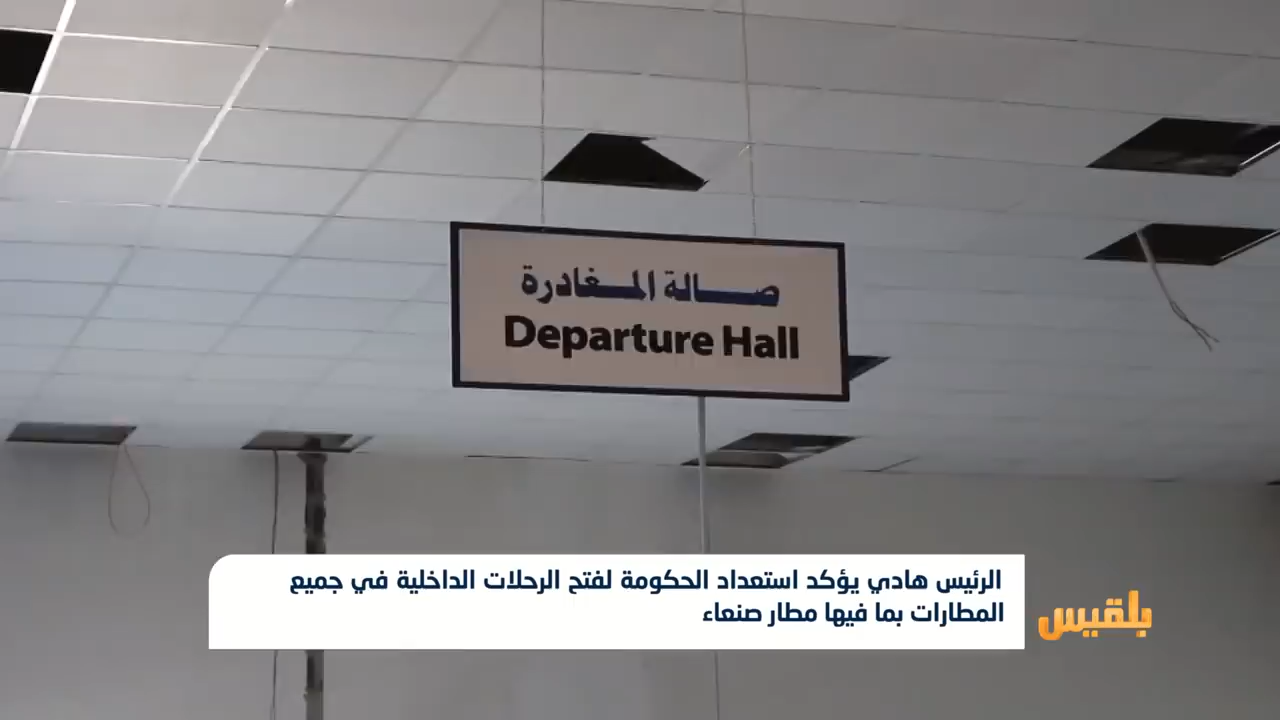 صالة المغادرة
Departure Hall
الرئيس هادي يؤكد استعداد الحكومة لفتح الرحلات الداخلية في جميع
المطارات بما فيها مطار صنعاء
بلقيس